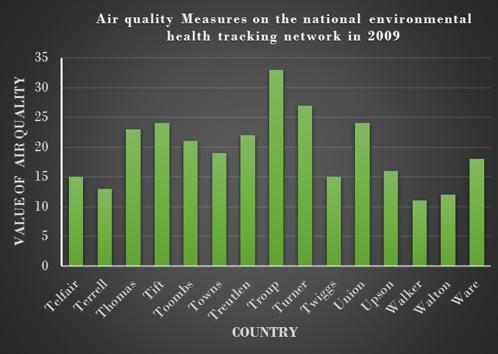 Air quality Measures on the national environmental
health tracking network in 2009
VALUE OF AIR QUALITY
35
30
25
20
15
10
5
0
Telfair
Terrell
Thomas
Tift
Toombs
Towns
Treutlen
Troup
Turner
Twiggs
Union
Upson
Walker
Walton
Ware
COUNTRY